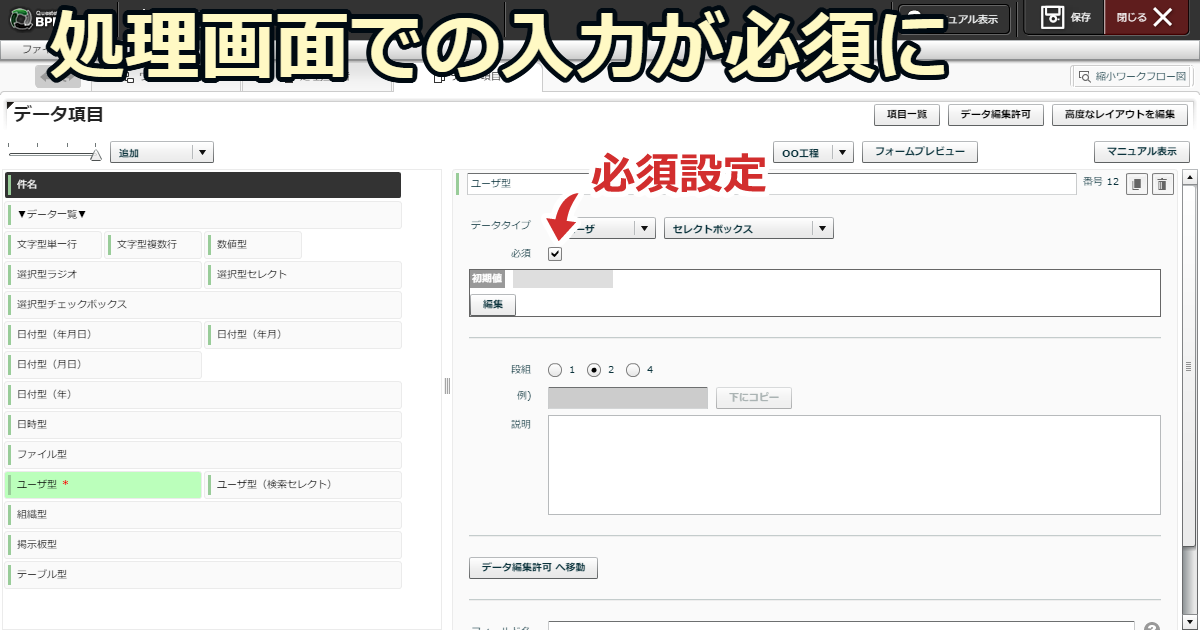 処理画面での入力が必須に
保存
閉じる
縮小ワークフロー図
データ項目
項目一覧
データ編集許可
高度なレイアウトを編集
追加
OO工程
フォームプレビュー
マニュアル表示
必須設定
件名
▼データ一覧▼
文字型単一行
文字型複数行
数値型
選択型ラジオ
選択型セレクト
選択型チェックボックス
日付型（年月日）
日付型（年月）
日付型（月日）
日付型（年）
日時型
ファイル型
ユーザ型 *
ユーザ型（検索セレクト）
組織型
掲示板型
テーブル型
ユーザ型
番号 12
データタイプ
セレクトボックス
必須
初期値
編集
段組
1
2
4
例)
下にコピー
説明
データ編集許可 へ移動